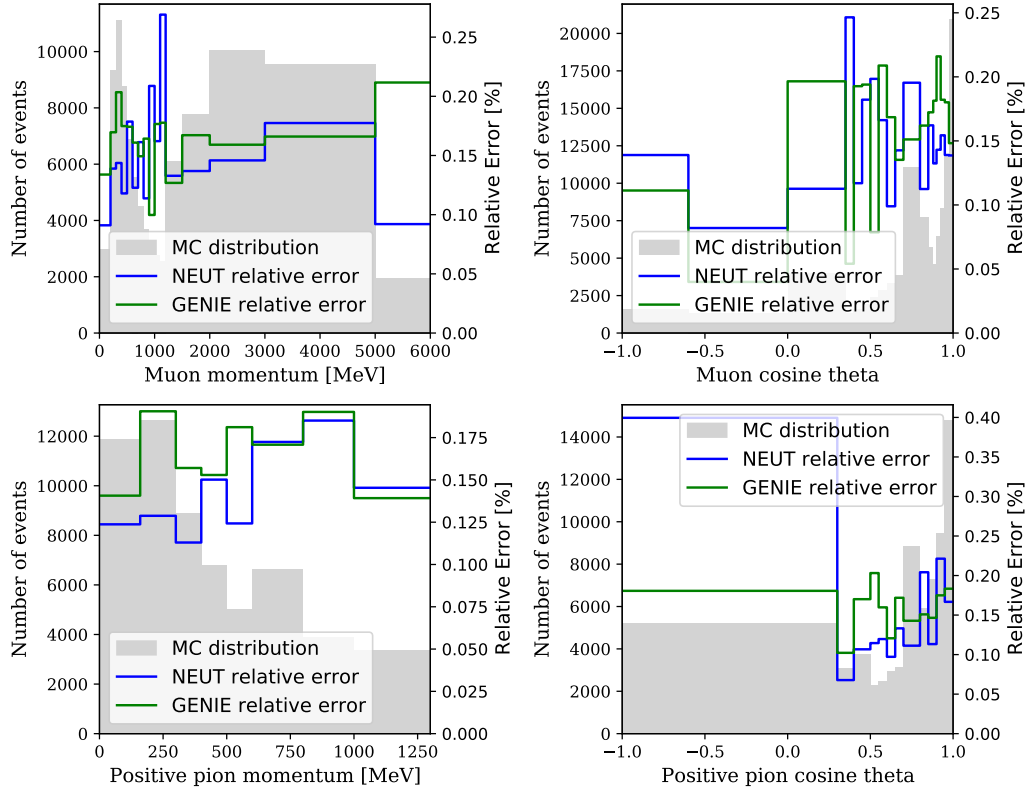 10000
8000
6000
4000
2000
0
Number of events
0.25
0.20
0.15
0.10
0.05
0.00
Relative Error [%]
MC distribution
NEUT relative error
GENIE relative error
0 1000 2000 3000 4000 5000 6000
Muon momentum [MeV]
20000
17500
15000
12500
10000
7500
5000
2500
0
Number of events
0.25
0.20
0.15
0.10
0.05
0.00
Relative Error [%]
MC distribution
NEUT relative error
GENIE relative error
−1.0 −0.5 0.0 0.5 1.0
Muon cosine theta
12000
10000
8000
6000
4000
2000
0
Number of events
0.175
0.150
0.125
0.100
0.075
0.050
0.025
0.000
Relative Error [%]
MC distribution
NEUT relative error
GENIE relative error
0 250 500 750 1000 1250
Positive pion momentum [MeV]
14000
12000
10000
8000
6000
4000
2000
0
Number of events
0.40
0.35
0.30
0.25
0.20
0.15
0.10
0.05
0.00
Relative Error [%]
MC distribution
NEUT relative error
GENIE relative error
−1.0 −0.5 0.0 0.5 1.0
Positive pion cosine theta